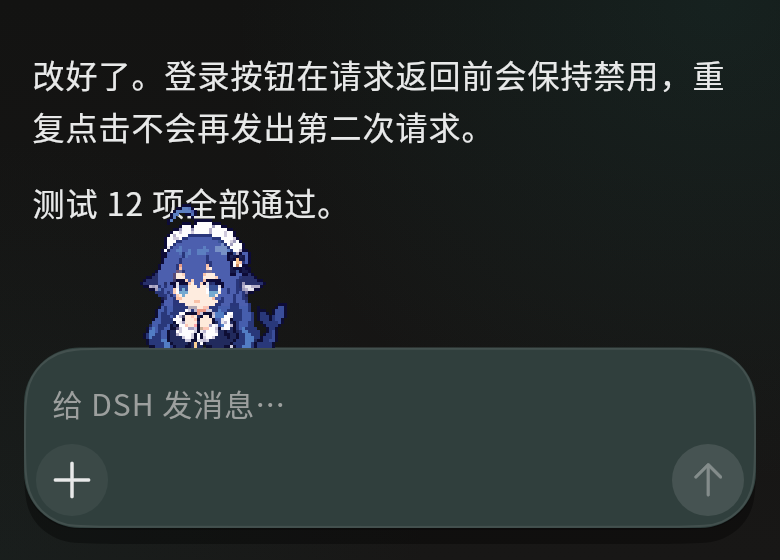 改好了。登录按钮在请求返回前会保持禁用，重
复点击不会再发出第二次请求。
测试 12 项全部通过。
给 DSH 发消息…